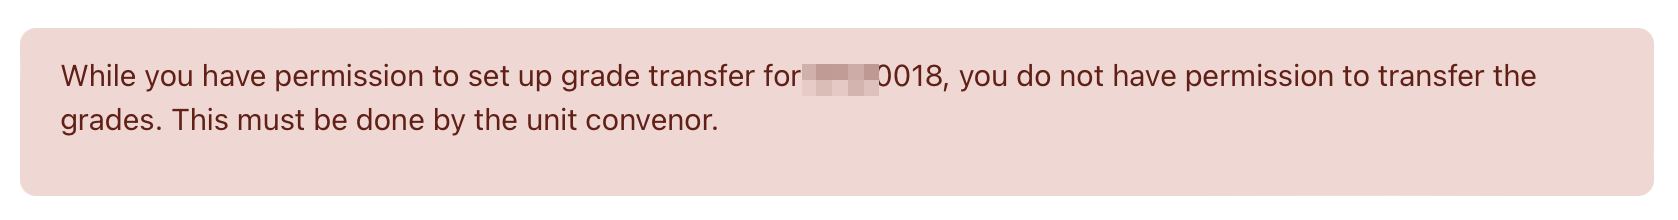 While you have permission to set up grade transfer for 0018, you do not have permission to transfer the
grades. This must be done by the unit convenor.